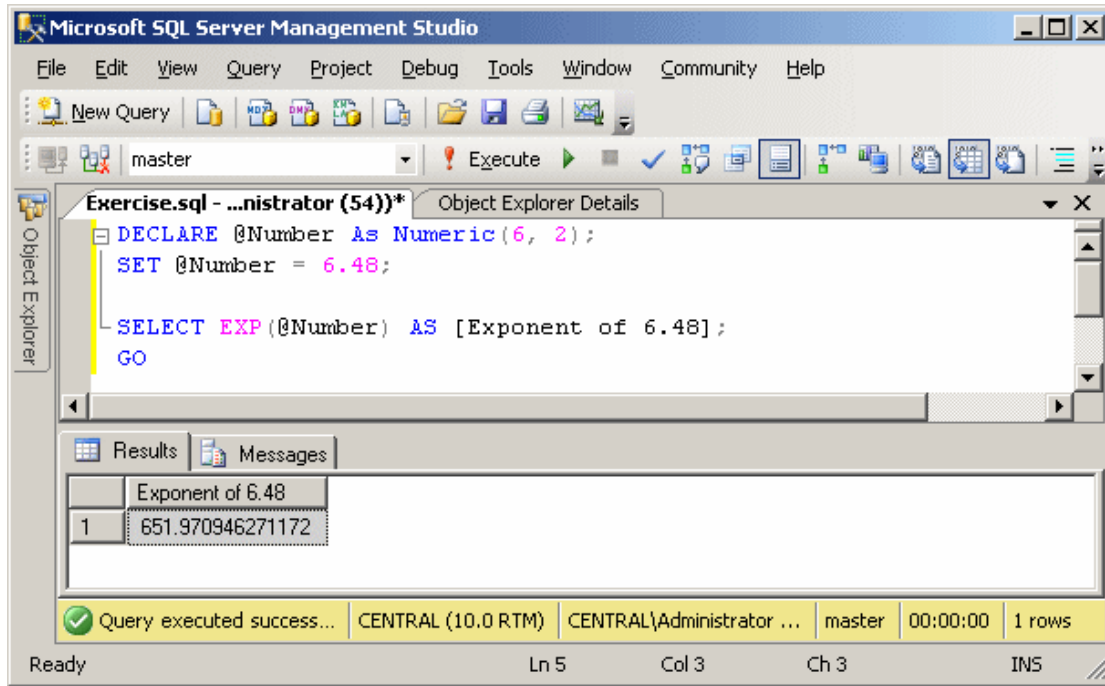 Microsoft SQL Server Management Studio
File Edit View Query Project Debug Tools Window Community Help
New Query
master Execute
Exercise.sql - ...nistrator (54))* Object Explorer Details
Object Explorer
DECLARE @Number As Numeric(6, 2);
SET @Number = 6.48;
SELECT EXP(@Number) AS [Exponent of 6.48];
GO
Results Messages
Exponent of 6.48
1 651.970946271172
Query executed success... CENTRAL (10.0 RTM) CENTRAL\Administrator ... master 00:00:00 1 rows
Ready Ln 5 Col 3 Ch 3 INS